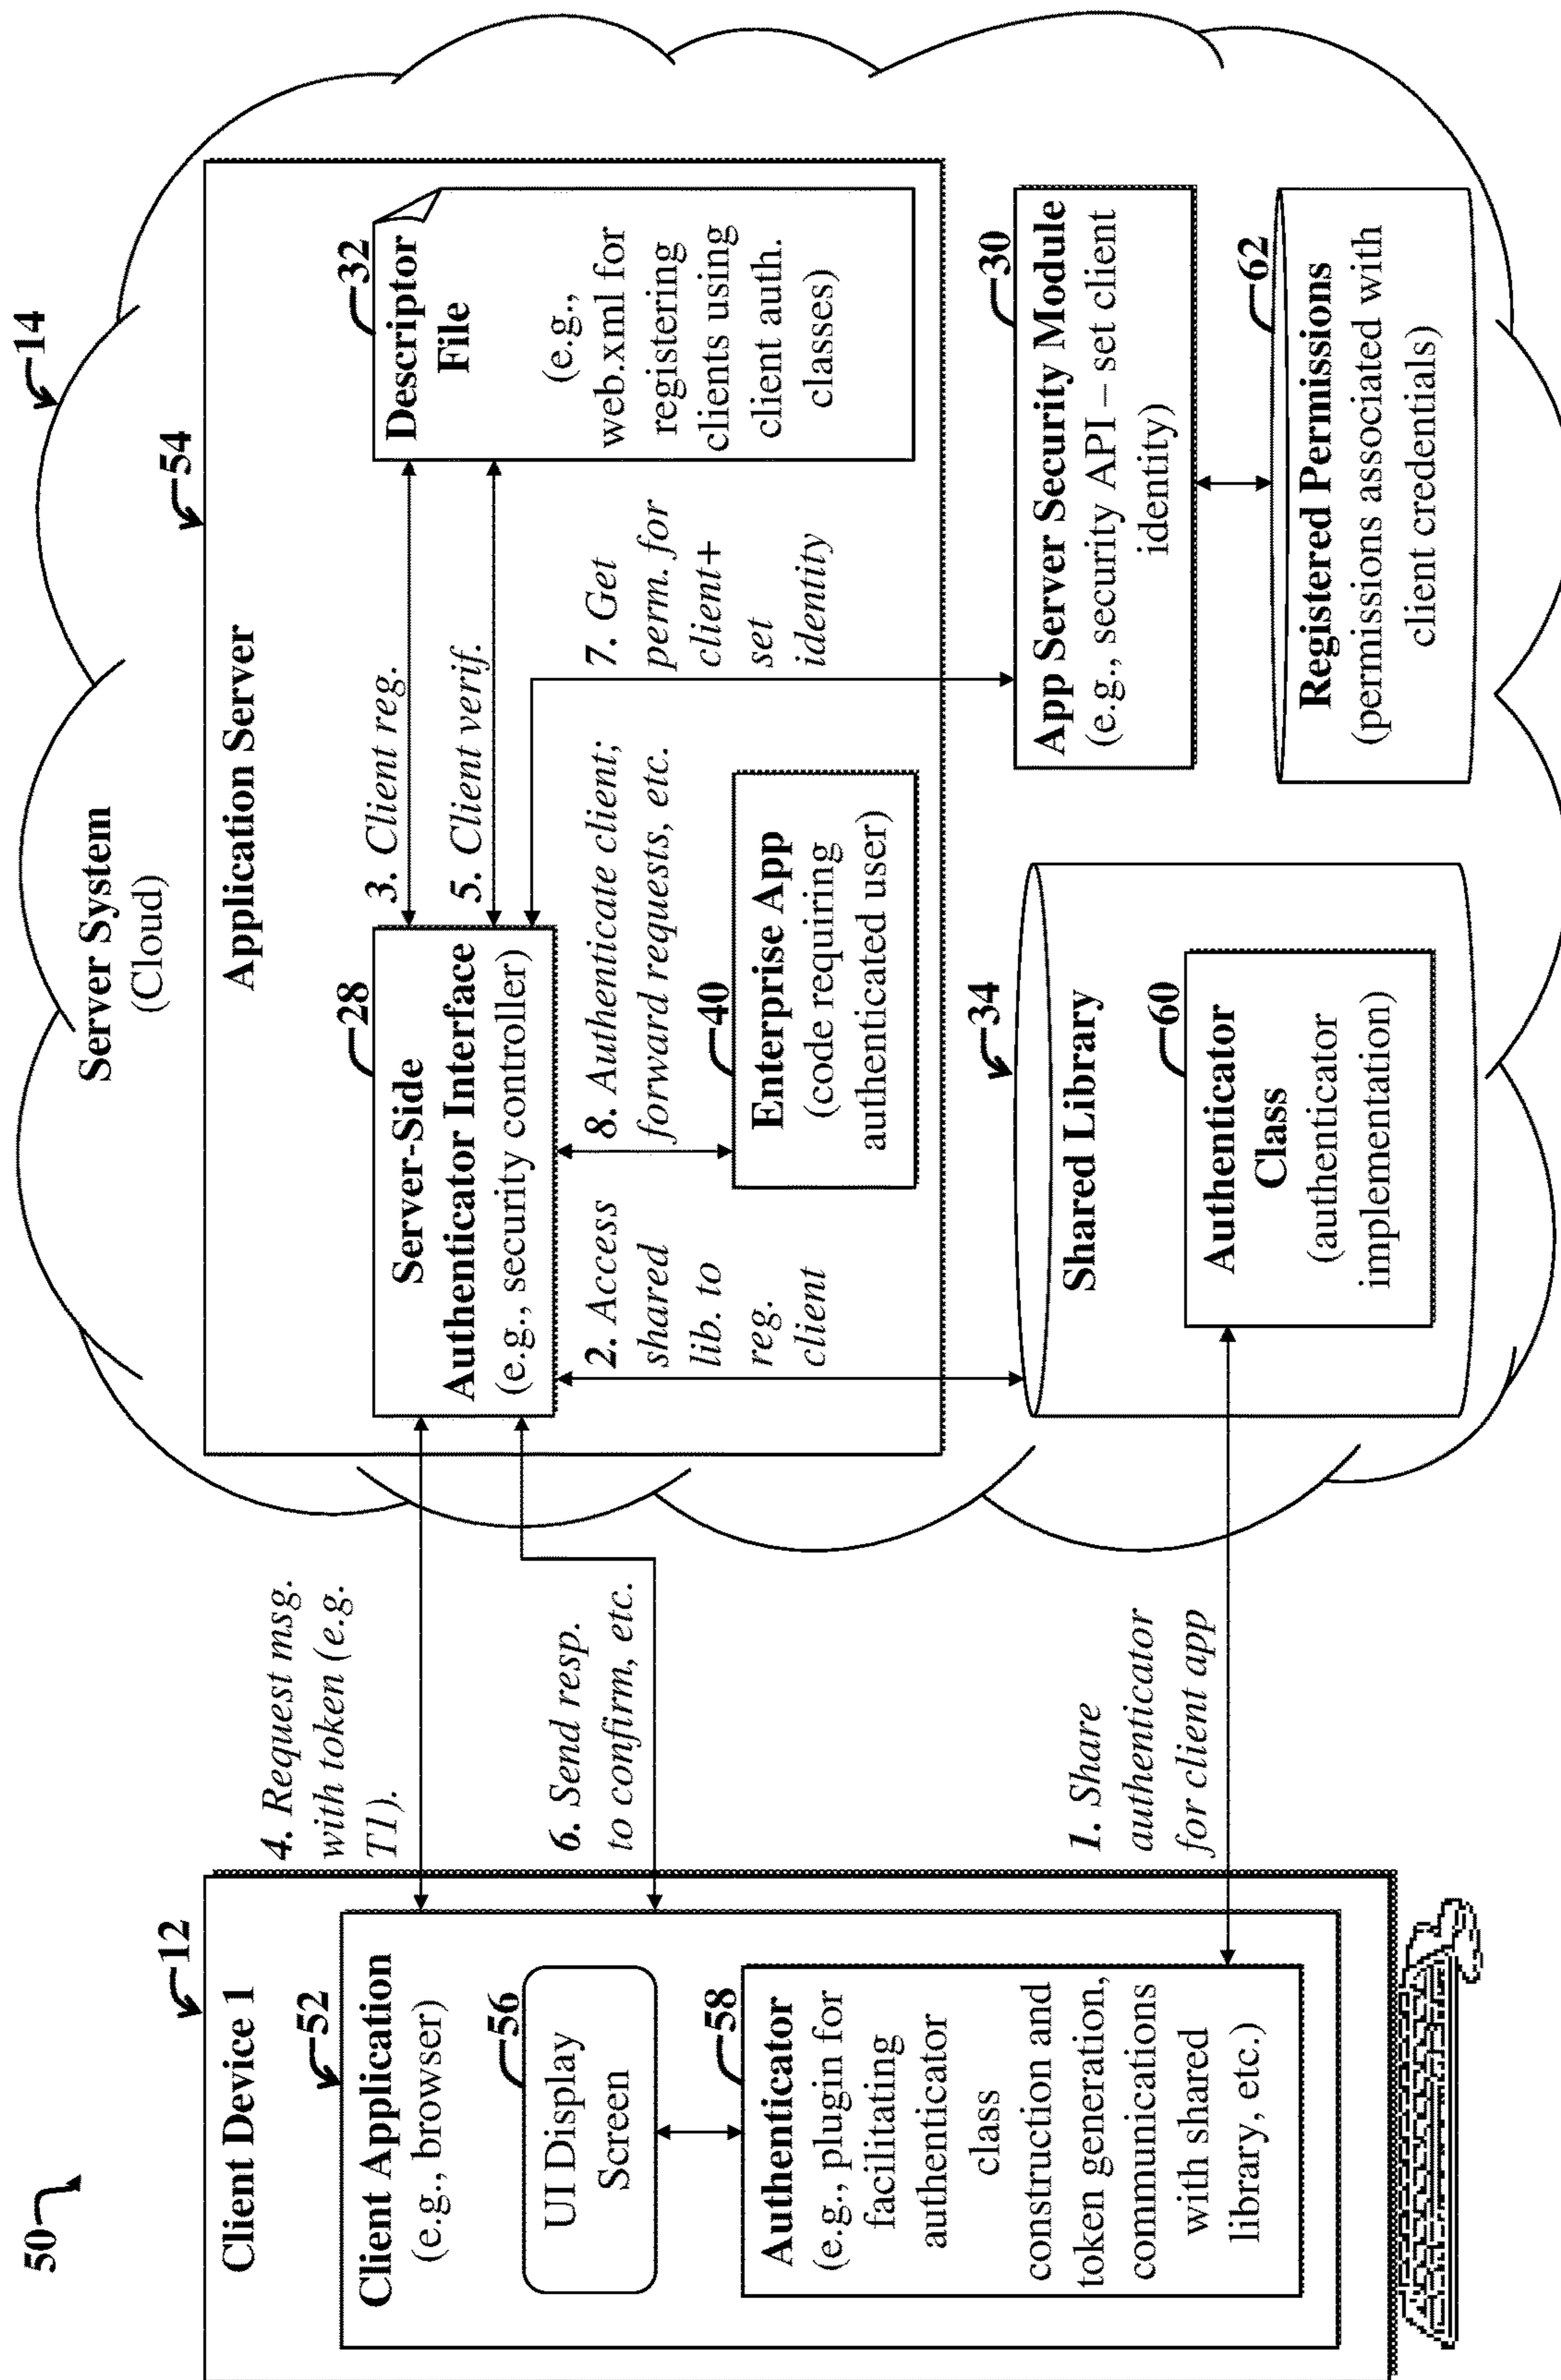 50
12
Client Device 1
52
Client Application
(e.g., browser)
56
UI Display
Screen
58
Authenticator
(e.g., plugin for
facilitating
authenticator
class
construction and
token generation,
communications
with shared
library, etc.)
4. Request msg.
with token (e.g.
T1).
6. Send resp.
to confirm, etc.
1. Share
authenticator
for client app
14
Server System
(Cloud)
54
Application Server
28
Server-Side
Authenticator Interface
(e.g., security controller)
3. Client reg.
5. Client verif.
32
Descriptor
File
(e.g.,
web.xml for
registering
clients using
client auth.
classes)
2. Access
shared
lib. to
reg.
client
8. Authenticate client;
forward requests, etc.
7. Get
perm. for
client+
set
identity
40
Enterprise App
(code requiring
authenticated user)
34
Shared Library
60
Authenticator
Class
(authenticator
implementation)
30
App Server Security Module
(e.g., security API – set client
identity)
62
Registered Permissions
(permissions associated with
client credentials)